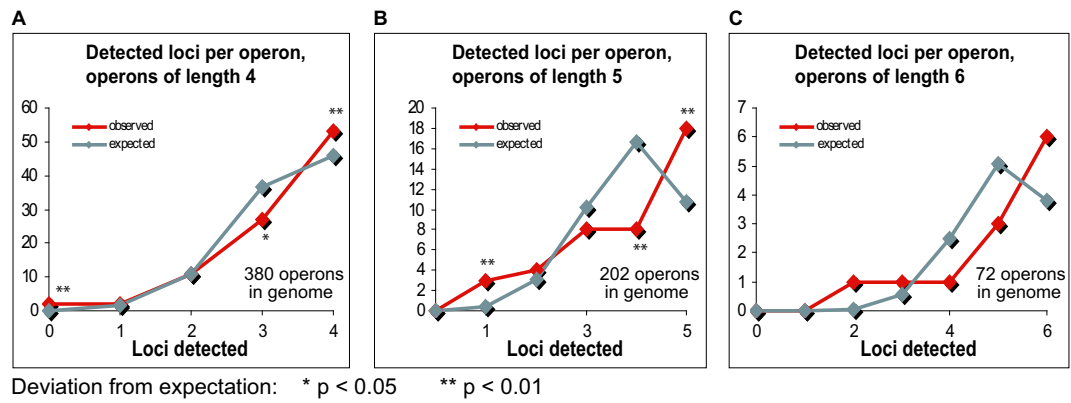 A
Detected loci per operon,
operons of length 4
60
50
40
30
20
10
0
observed
expected
**
*
**
380 operons
in genome
0 1 2 3 4
Loci detected
B
Detected loci per operon,
operons of length 5
20
18
16
14
12
10
8
6
4
2
0
observed
expected
**
**
**
202 operons
in genome
1 3 5
Loci detected
C
Detected loci per operon,
operons of length 6
7
6
5
4
3
2
1
0
observed
expected
72 operons
in genome
0 2 4 6
Loci detected
Deviation from expectation: * p < 0.05 ** p < 0.01